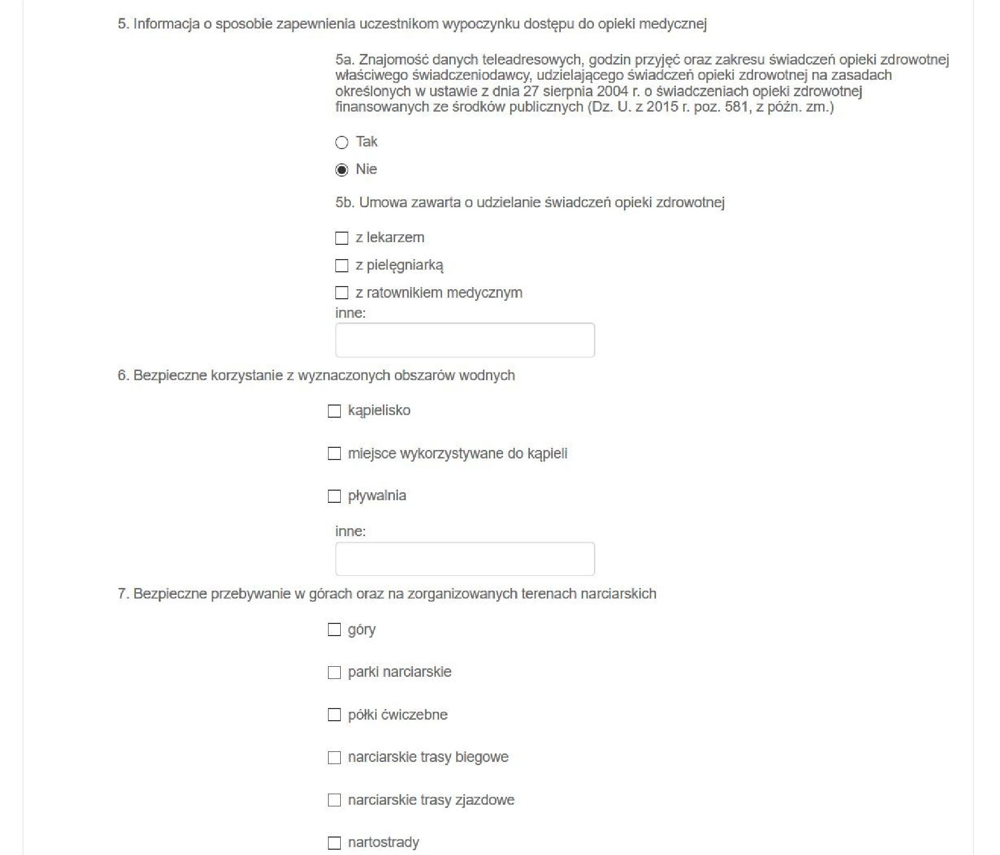 5. Informacja o sposobie zapewnienia uczestnikom wypoczynku dostępu do opieki medycznej
5a. Znajomość danych teleadresowych, godzin przyjęć oraz zakresu świadczeń opieki zdrowotnej
właściwego świadczeniodawcy, udzielającego świadczeń opieki zdrowotnej na zasadach
określonych w ustawie z dnia 27 sierpnia 2004 r. o świadczeniach opieki zdrowotnej
finansowanych ze środków publicznych (Dz. U. z 2015 r. poz. 581, z późn. zm.)
Tak
Nie
5b. Umowa zawarta o udzielanie świadczeń opieki zdrowotnej
z lekarzem
z pielęgniarką
z ratownikiem medycznym
inne:
6. Bezpieczne korzystanie z wyznaczonych obszarów wodnych
kąpielisko
miejsce wykorzystywane do kąpieli
pływalnia
inne:
7. Bezpieczne przebywanie w górach oraz na zorganizowanych terenach narciarskich
góry
parki narciarskie
półki ćwiczebne
narciarskie trasy biegowe
narciarskie trasy zjazdowe
nartostrady